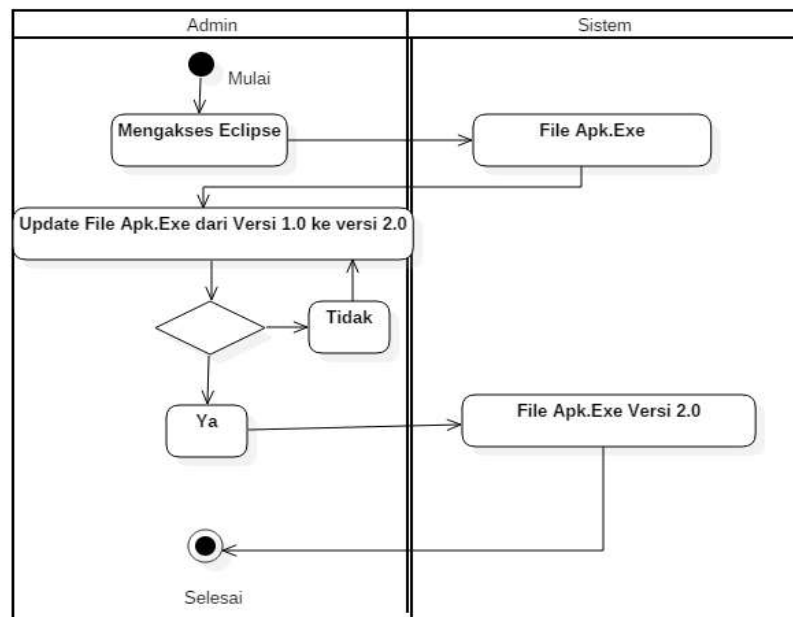 Admin
Sistem
Mulai
Mengakses Eclipse
File Apk.Exe
Update File Apk.Exe dari Versi 1.0 ke versi 2.0
Tidak
Ya
File Apk.Exe Versi 2.0
Selesai